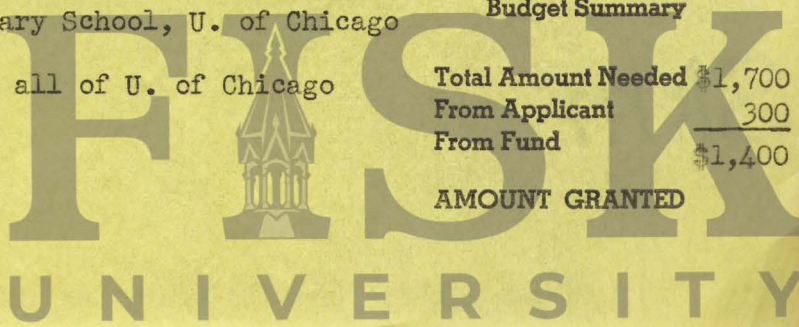 ary School, U. of Chicago
all of U. of Chicago
Budget Summary
Total Amount Needed $1,700
From Applicant 300
From Fund $1,400
AMOUNT GRANTED
FISK
UNIVERSITY